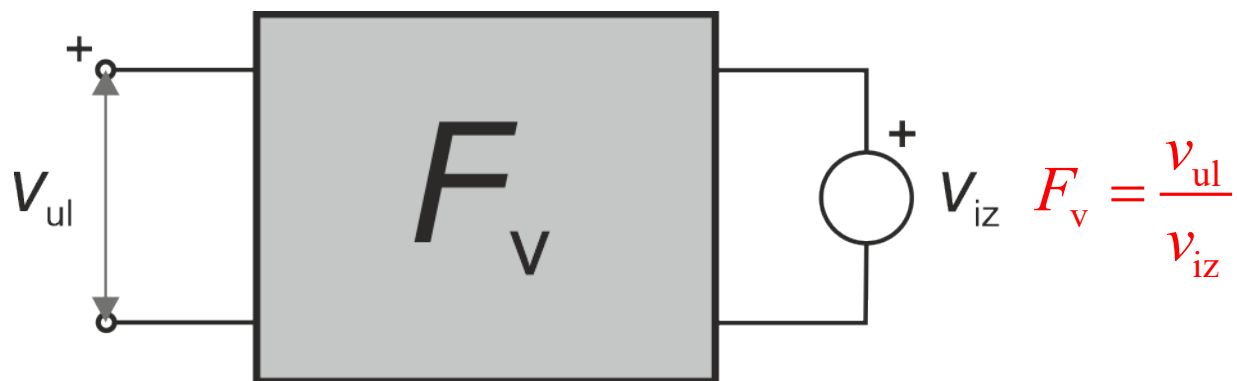 +
+
V_ul
F_v
V_iz
F_v = v_ul / v_iz